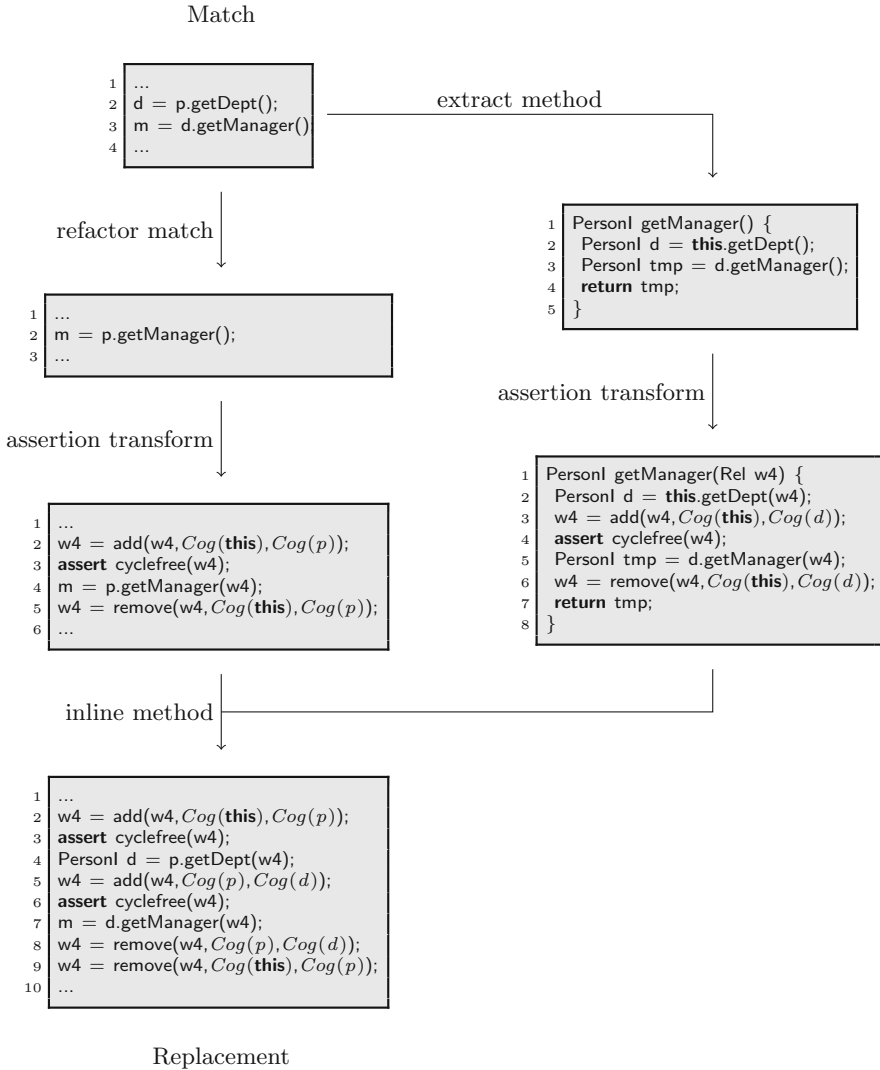 Match
1 ...
2 d = p.getDept();
3 m = d.getManager()
4 ...
extract method
refactor match
1 PersonI getManager() {
2 PersonI d = this.getDept();
3 PersonI tmp = d.getManager();
4 return tmp;
5 }
1 ...
2 m = p.getManager();
3 ...
assertion transform
assertion transform
1 PersonI getManager(Rel w4) {
2 PersonI d = this.getDept(w4);
3 w4 = add(w4, Cog(this), Cog(d));
4 assert cyclefree(w4);
5 PersonI tmp = d.getManager(w4);
6 w4 = remove(w4, Cog(this), Cog(d));
7 return tmp;
8 }
1 ...
2 w4 = add(w4, Cog(this), Cog(p));
3 assert cyclefree(w4);
4 m = p.getManager(w4);
5 w4 = remove(w4, Cog(this), Cog(p));
6 ...
inline method
1 ...
2 w4 = add(w4, Cog(this), Cog(p));
3 assert cyclefree(w4);
4 PersonI d = p.getDept(w4);
5 w4 = add(w4, Cog(p), Cog(d));
6 assert cyclefree(w4);
7 m = d.getManager(w4);
8 w4 = remove(w4, Cog(p), Cog(d));
9 w4 = remove(w4, Cog(this), Cog(p));
10 ...
Replacement